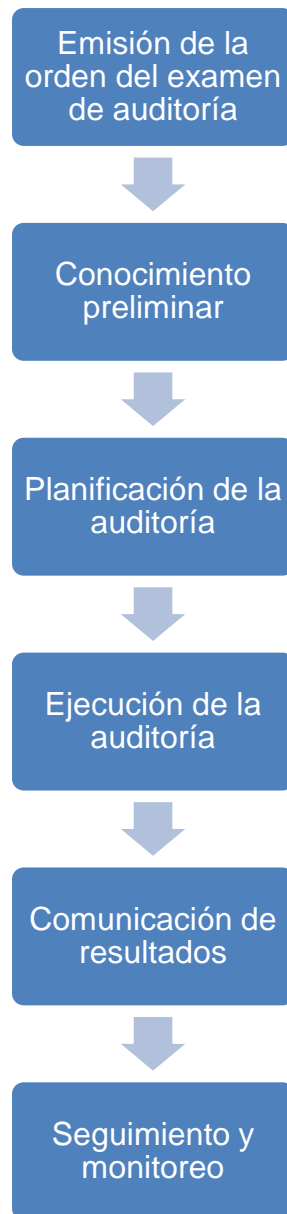 Emisión de la
orden del examen
de auditoría
Conocimiento
preliminar
Planificación de la
auditoría
Ejecución de la
auditoría
Comunicación de
resultados
Seguimiento y
monitoreo